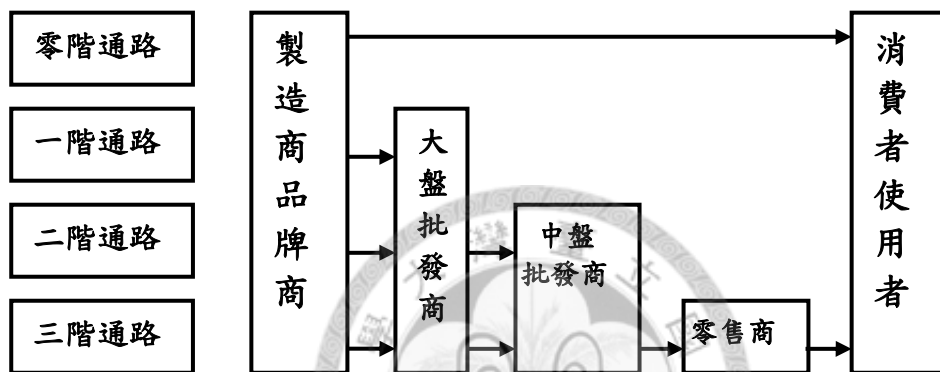 零階通路
一階通路
二階通路
三階通路
製造商品牌商
大盤批發商
中盤
批發商
零售商
消費者使用者